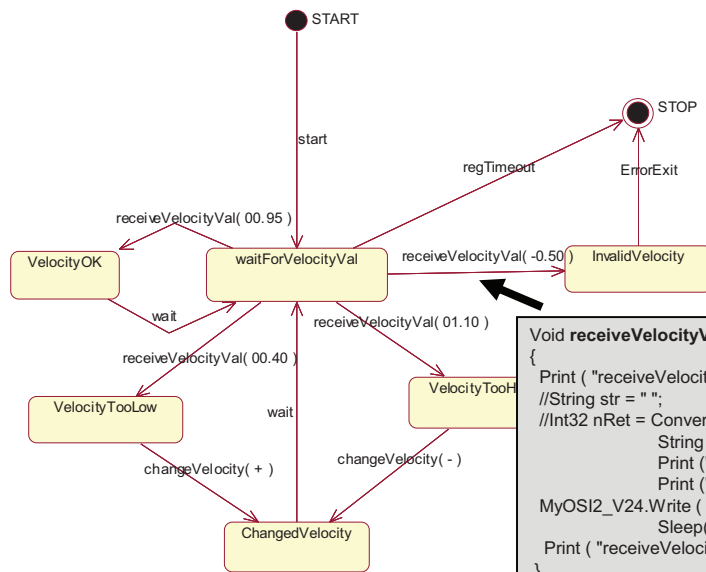 START
STOP
start
regTimeout
ErrorExit
receiveVelocityVal( 00.95 )
VelocityOK
waitForVelocityVal
receiveVelocityVal( -0.50 )
InvalidVelocity
wait
receiveVelocityVal( 01.10 )
receiveVelocityVal( 00.40 )
VelocityTooLow
wait
VelocityTooH
changeVelocity( + )
changeVelocity( - )
ChangedVelocity
Void receiveVelocityV
{
Print ( "receiveVelocit
//String str = " ";
//Int32 nRet = Conver
String
Print ("
Print ("
MyOSI2_V24.Write (
Sleep(
Print ( "receiveVeloci
}